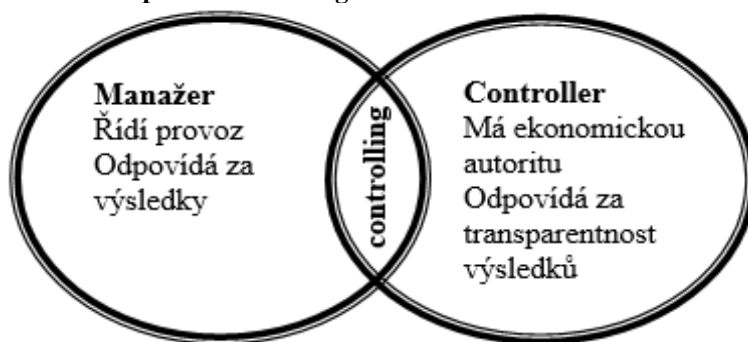 Manažer
Řídí provoz
Odpovídá za
výsledky
controlling
Controller
Má ekonomickou
autoritu
Odpovídá za
transparentnost
výsledků